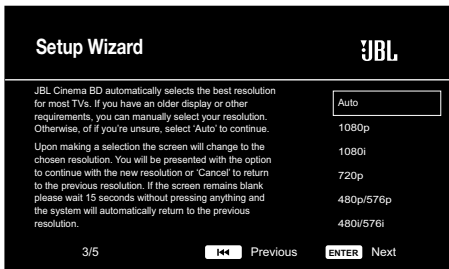 Setup Wizard
JBL
JBL Cinema BD automatically selects the best resolution
for most TVs. If you have an older display or other
requirements, you can manually select your resolution.
Otherwise, of if you're unsure, select 'Auto' to continue.
Upon making a selection the screen will change to the
chosen resolution. You will be presented with the option
to continue with the new resolution or 'Cancel' to return
to the previous resolution. If the screen remains blank
please wait 15 seconds without pressing anything and
the system will automatically return to the previous
resolution.
Auto
1080p
1080i
720p
480p/576p
480i/576i
3/5
Previous
ENTER Next